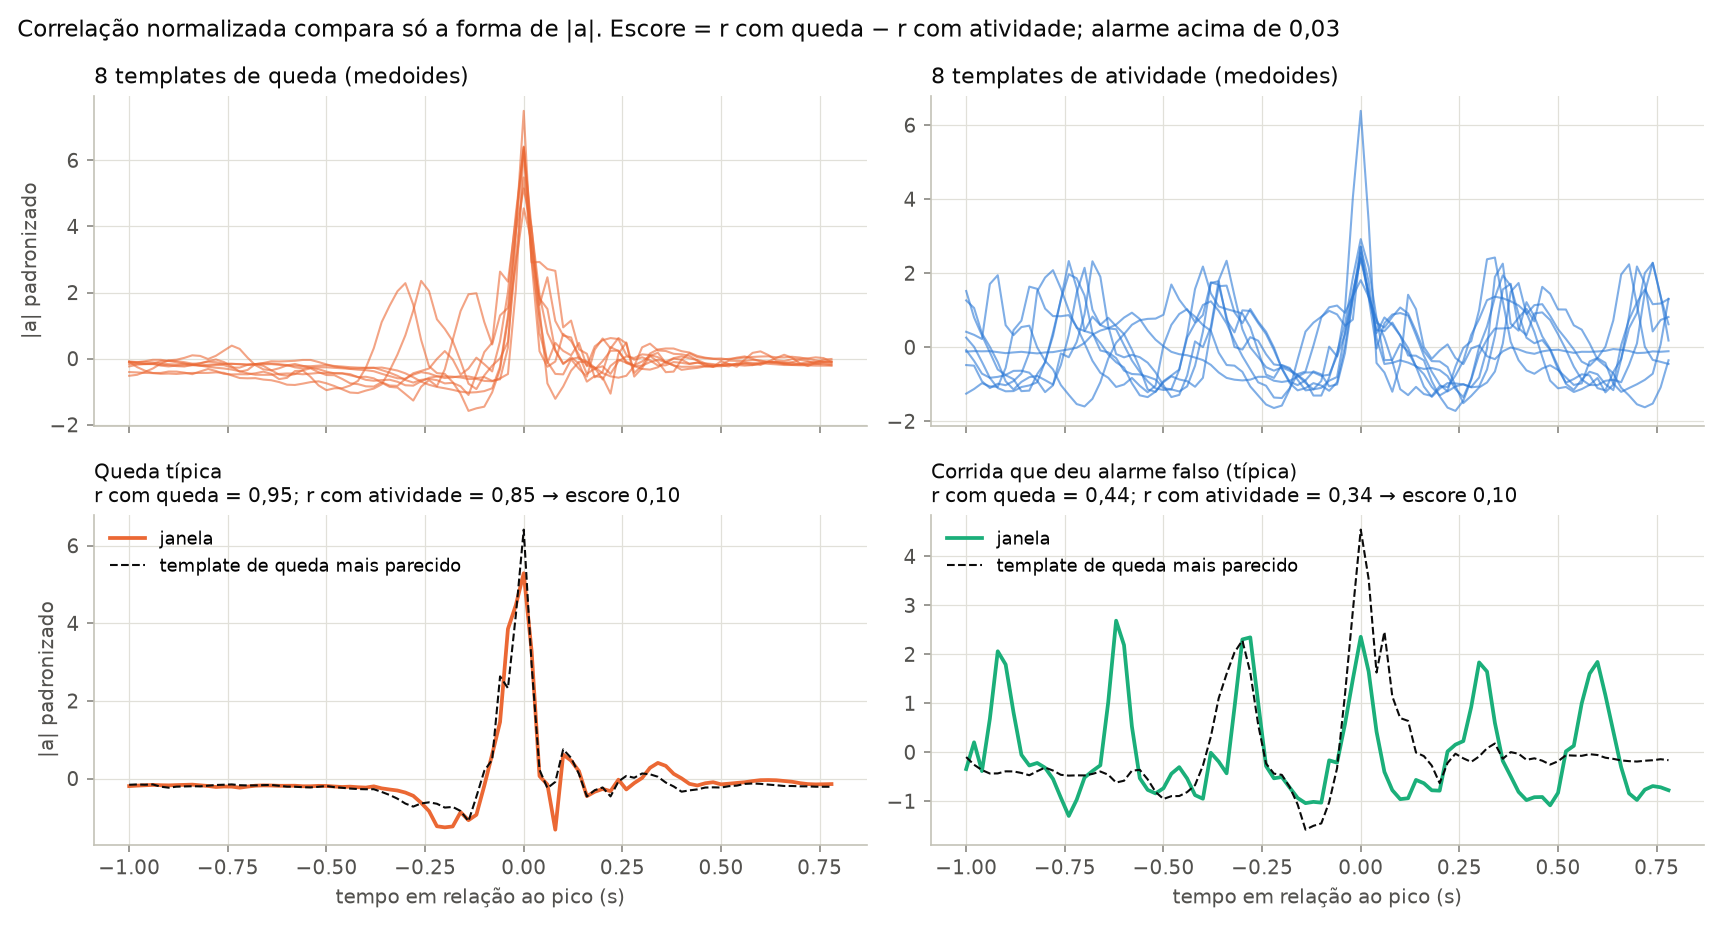 Correlação normalizada compara só a forma de |a|. Escore = r com queda − r com atividade; alarme acima de 0,03
8 templates de queda (medoides)
8 templates de atividade (medoides)
|a| padronizado
6
4
2
0
−2
6
4
2
0
−2
Queda típica
r com queda = 0,95; r com atividade = 0,85 → escore 0,10
Corrida que deu alarme falso (típica)
r com queda = 0,44; r com atividade = 0,34 → escore 0,10
janela
template de queda mais parecido
janela
template de queda mais parecido
|a| padronizado
6
4
2
0
4
3
2
1
0
−1
−1.00 −0.75 −0.50 −0.25 0.00 0.25 0.50 0.75
−1.00 −0.75 −0.50 −0.25 0.00 0.25 0.50 0.75
tempo em relação ao pico (s)
tempo em relação ao pico (s)